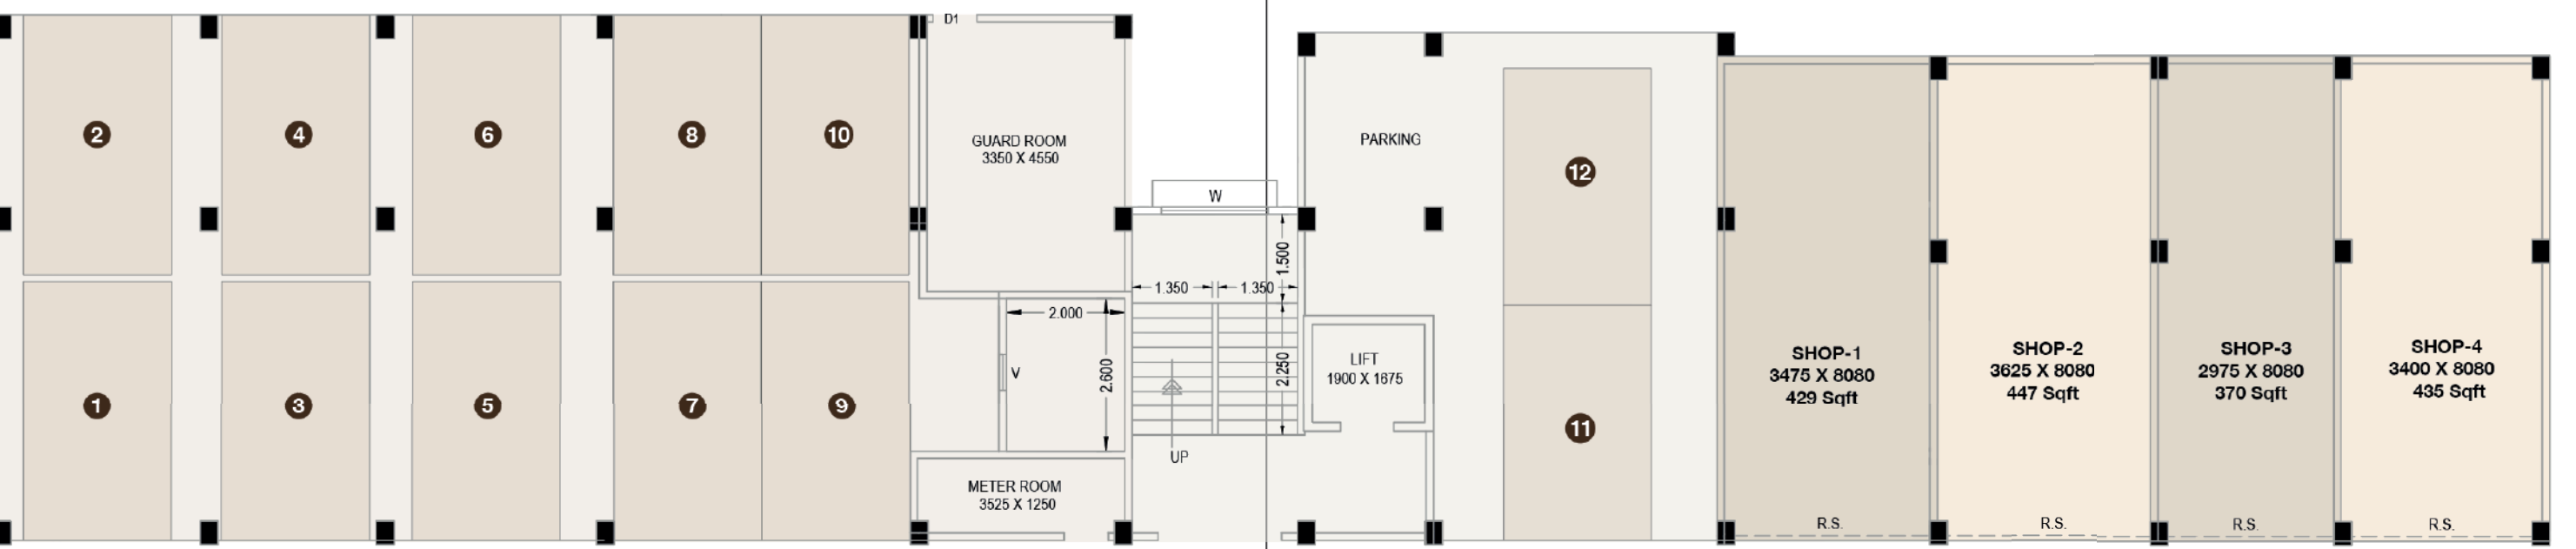 D1
2
4
6
8
10
GUARD ROOM
3350 X 4550
PARKING
12
W
1.500
1.350
1.350
2.000
2.600
2.250
V
LIFT
1900 X 1675
SHOP-1
3475 X 8080
429 Sqft
SHOP-2
3625 X 8080
447 Sqft
SHOP-3
2975 X 8080
370 Sqft
SHOP-4
3400 X 8080
435 Sqft
1
3
5
7
9
11
UP
METER ROOM
3525 X 1250
R.S.
R.S.
R.S.
R.S.